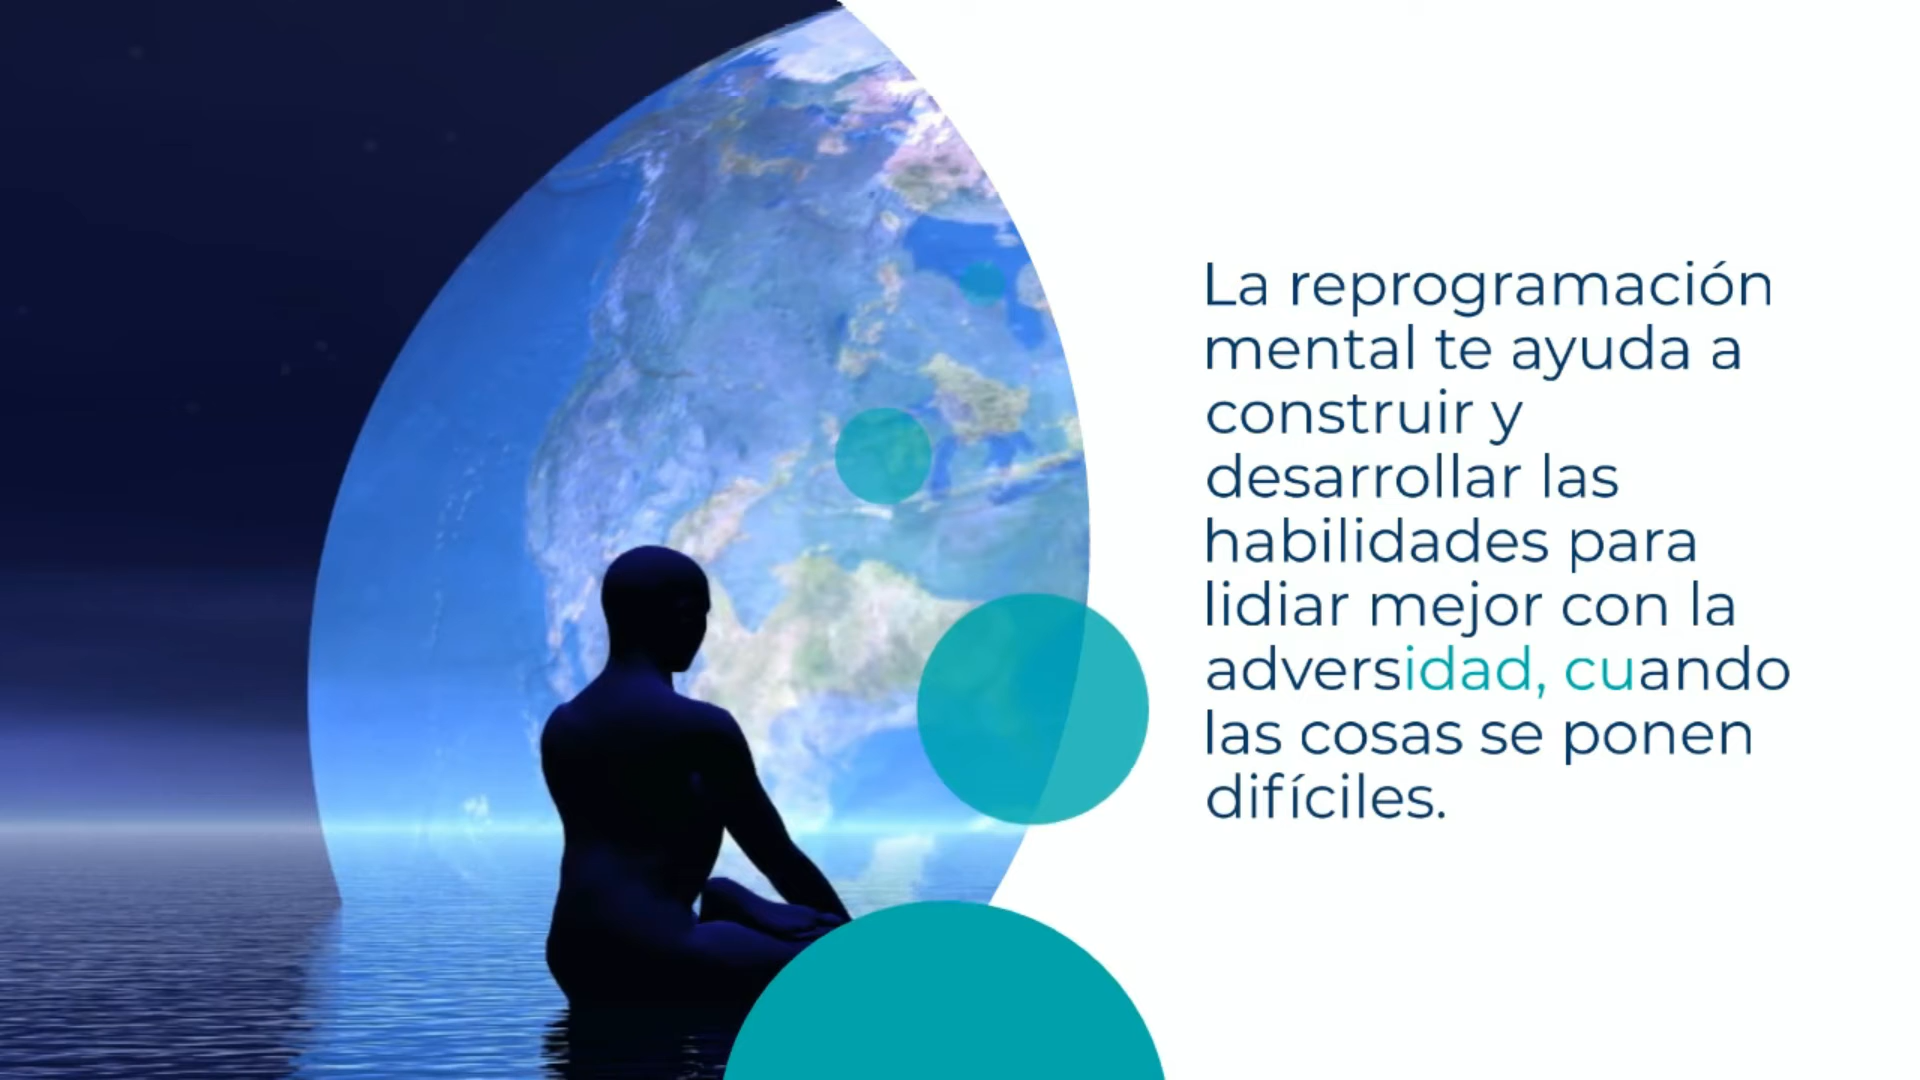 La reprogramación
mental te ayuda a
construir y
desarrollar las
habilidades para
lidiar mejor con la
adversidad, cuando
las cosas se ponen
difíciles.